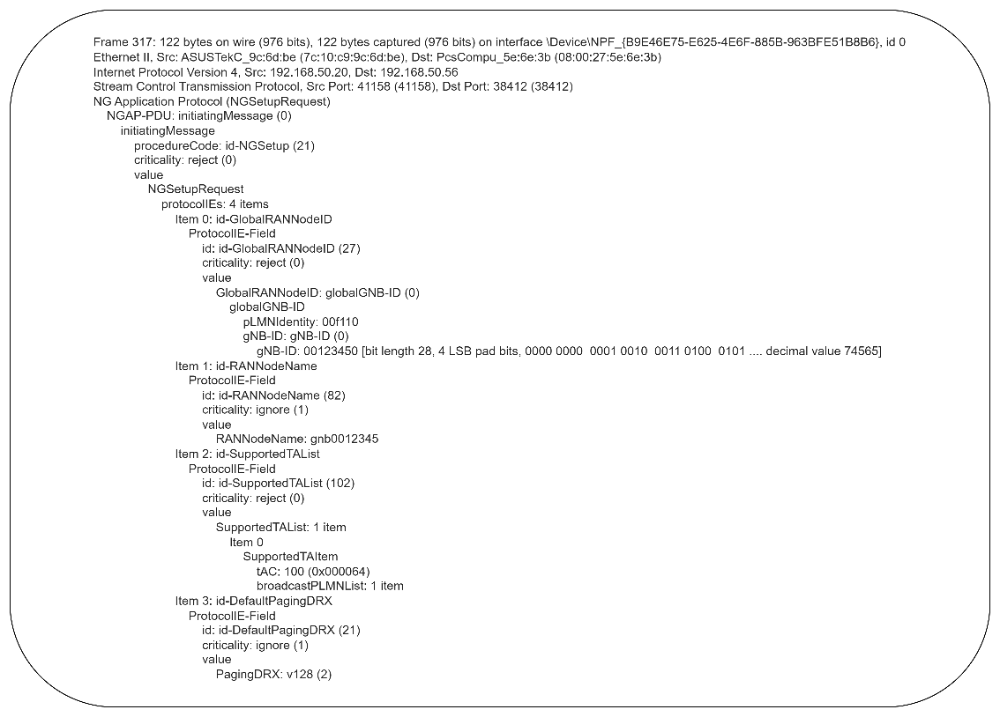 Frame 317: 122 bytes on wire (976 bits), 122 bytes captured (976 bits) on interface \Device\NPF_{B9E46E75-E625-4E6F-885B-963BFE51B8B6}, id 0
Ethernet II, Src: ASUSTekC_9c:6d:be (7c:10:c9:9c:6d:be), Dst: PcsCompu_5e:6e:3b (08:00:27:5e:6e:3b)
Internet Protocol Version 4, Src: 192.168.50.20, Dst: 192.168.50.56
Stream Control Transmission Protocol, Src Port: 41158 (41158), Dst Port: 38412 (38412)
NG Application Protocol (NGSetupRequest)
NGAP-PDU: initiatingMessage (0)
initiatingMessage
procedureCode: id-NGSetup (21)
criticality: reject (0)
value
NGSetupRequest
protocolIEs: 4 items
Item 0: id-GlobalRANNodeID
ProtocolIE-Field
id: id-GlobalRANNodeID (27)
criticality: reject (0)
value
GlobalRANNodeID: globalGNB-ID (0)
globalGNB-ID
pLMNIdentity: 00f110
gNB-ID: gNB-ID (0)
gNB-ID: 00123450 [bit length 28, 4 LSB pad bits, 0000 0000 0001 0010 0011 0100 0101 .... decimal value 74565]
Item 1: id-RANNodeName
ProtocolIE-Field
id: id-RANNodeName (82)
criticality: ignore (1)
value
RANNodeName: gnb0012345
Item 2: id-SupportedTAList
ProtocolIE-Field
id: id-SupportedTAList (102)
criticality: reject (0)
value
SupportedTAList: 1 item
Item 0
SupportedTAItem
tAC: 100 (0x000064)
broadcastPLMNList: 1 item
Item 3: id-DefaultPagingDRX
ProtocolIE-Field
id: id-DefaultPagingDRX (21)
criticality: ignore (1)
value
PagingDRX: v128 (2)